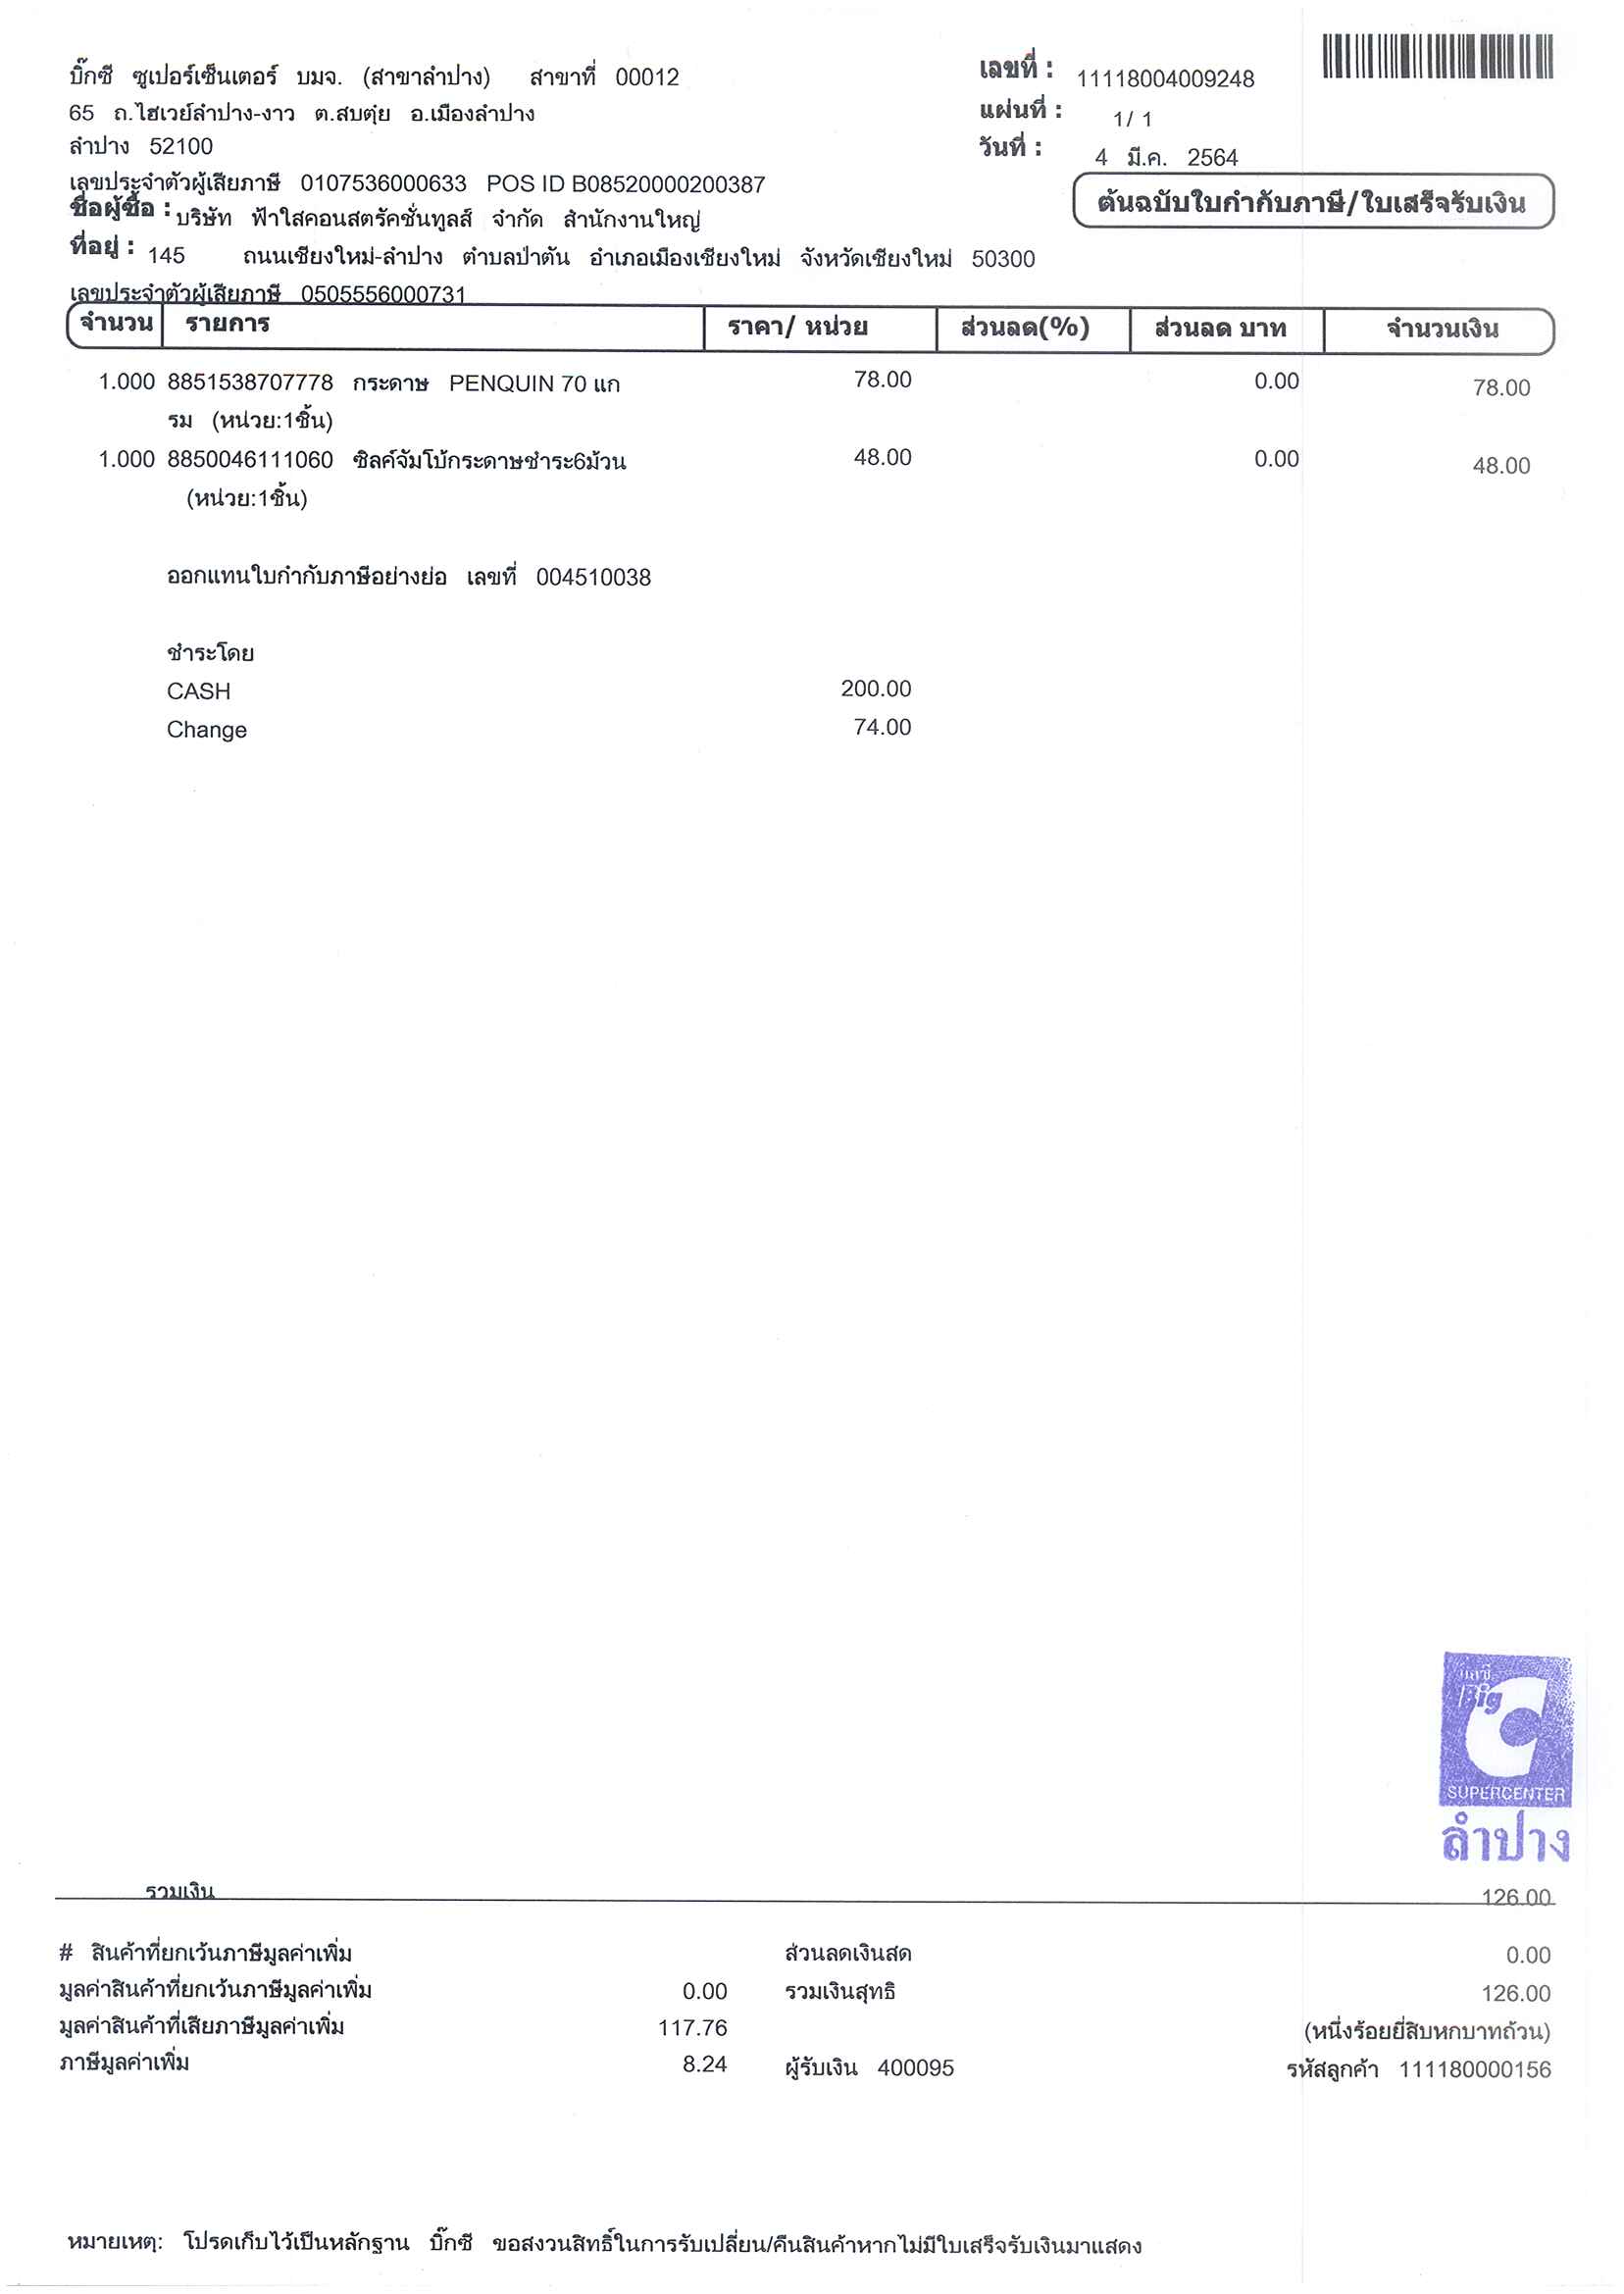 บิ๊กซี ซูเปอร์เซ็นเตอร์ บมจ. (สาขาลำปาง) สาขาที่ 00012
65 ถ.ไฮเวย์ลำปาง-งาว ต.สบตุ๋ย อ.เมืองลำปาง
ลำปาง 52100
เลขประจำตัวผู้เสียภาษี 0107536000633 POS ID B08520000200387
เลขที่ : 11118004009248
แผ่นที่ : 1/ 1
วันที่ : 4 มี.ค. 2564
ต้นฉบับใบกำกับภาษี/ใบเสร็จรับเงิน
ชื่อผู้ซื้อ : บริษัท ฟ้าใสคอนสตรัคชั่นทูลส์ จำกัด สำนักงานใหญ่
ที่อยู่ : 145 ถนนเชียงใหม่-ลำปาง ตำบลป่าตัน อำเภอเมืองเชียงใหม่ จังหวัดเชียงใหม่ 50300
เลขประจำตัวผู้เสียภาษี 0505556000731
จำนวน รายการ ราคา/ หน่วย ส่วนลด(%) ส่วนลด บาท จำนวนเงิน
1.000 8851538707778 กระดาษ PENQUIN 70 แก 78.00 0.00 78.00
รม (หน่วย:1ชิ้น)
1.000 8850046111060 ซิลค์จัมโบ้กระดาษชำระ6ม้วน 48.00 0.00 48.00
(หน่วย:1ชิ้น)
ออกแทนใบกำกับภาษีอย่างย่อ เลขที่ 004510038
ชำระโดย
CASH 200.00
Change 74.00
บิ๊กซี
Big C
SUPERCENTER
ลำปาง
รวมเงิน 126.00
# สินค้าที่ยกเว้นภาษีมูลค่าเพิ่ม ส่วนลดเงินสด 0.00
มูลค่าสินค้าที่ยกเว้นภาษีมูลค่าเพิ่ม 0.00 รวมเงินสุทธิ 126.00
มูลค่าสินค้าที่เสียภาษีมูลค่าเพิ่ม 117.76 (หนึ่งร้อยยี่สิบหกบาทถ้วน)
ภาษีมูลค่าเพิ่ม 8.24 ผู้รับเงิน 400095 รหัสลูกค้า 111180000156
หมายเหตุ: โปรดเก็บไว้เป็นหลักฐาน บิ๊กซี ขอสงวนสิทธิ์ในการรับเปลี่ยน/คืนสินค้าหากไม่มีใบเสร็จรับเงินมาแสดง